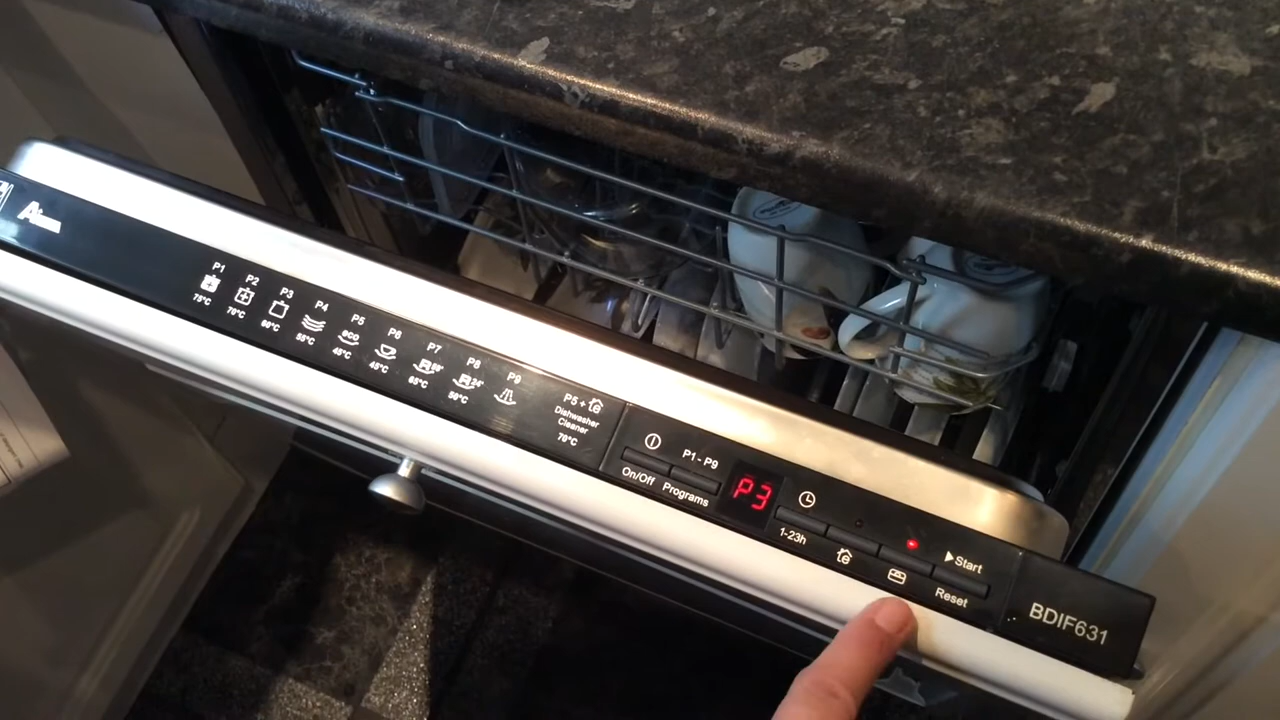 P1
75°C
P2
70°C
P3
60°C
P4
55°C
P5
eco
45°C
P6
45°C
P7
65°C
P8
50°C
P9
P5 +
Dishwasher
Cleaner
70°C
On/Off
P1 - P9
Programs
P3
1-23h
Start
Reset
BDIF631